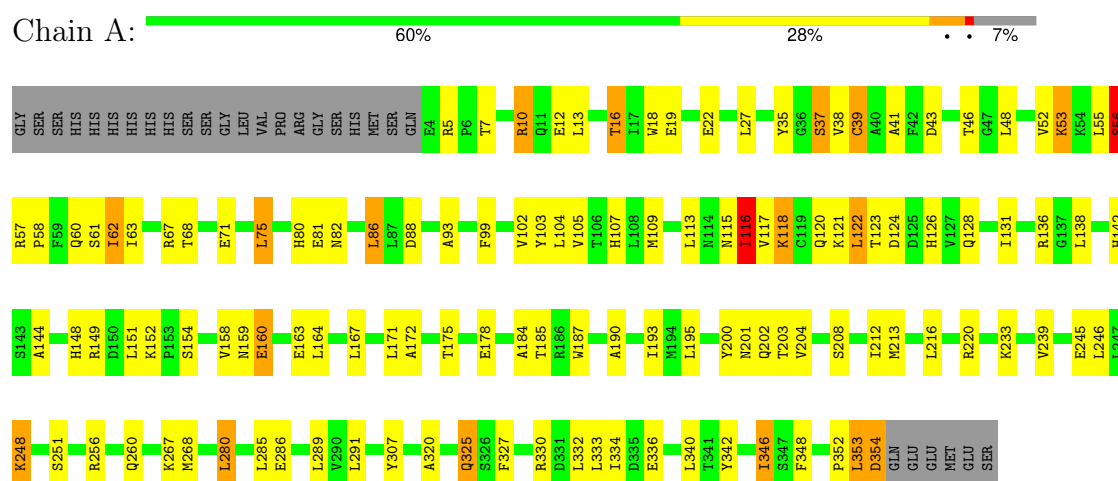 Chain A:
60% 28% • • 7%
GLY SER SER HIS HIS HIS HIS HIS HIS SER SER GLY LEU VAL PRO ARG GLY SER HIS MET SER GLN E4 R5 P6 T7 R10 Q11 E12 L13 T16 I17 W18 E19 E22 L27 Y35 G36 S37 V38 C39 A40 A41 F42 D43 T46 G47 L48 V52 K53 K54 L55 S56
R57 P58 F59 Q60 S61 I62 I63 R67 T68 E71 L75 H80 E81 N82 L86 L87 D88 A93 F99 V102 Y103 L104 V105 T106 H107 L108 M109 L113 N114 N115 I116 V117 K118 C119 Q120 K121 L122 T123 D124 D125 H126 V127 Q128 I131 R136 G137 L138 H142
S143 A144 H148 R149 D150 L151 K152 P153 S154 V158 N159 E160 E163 L164 L167 L171 A172 T175 E178 A184 T185 R186 W187 A190 I193 M194 L195 Y200 N201 Q202 T203 V204 S208 I212 M213 L216 R220 K233 V239 E245 L246 L247
K248 S251 R256 Q260 K267 M268 L280 L285 E286 L289 V290 L291 Y307 A320 Q325 S326 F327 R330 D331 L332 L333 I334 D335 E336 L340 T341 Y342 I346 S347 F348 P352 L353 D354 GLN GLU GLU MET GLU SER